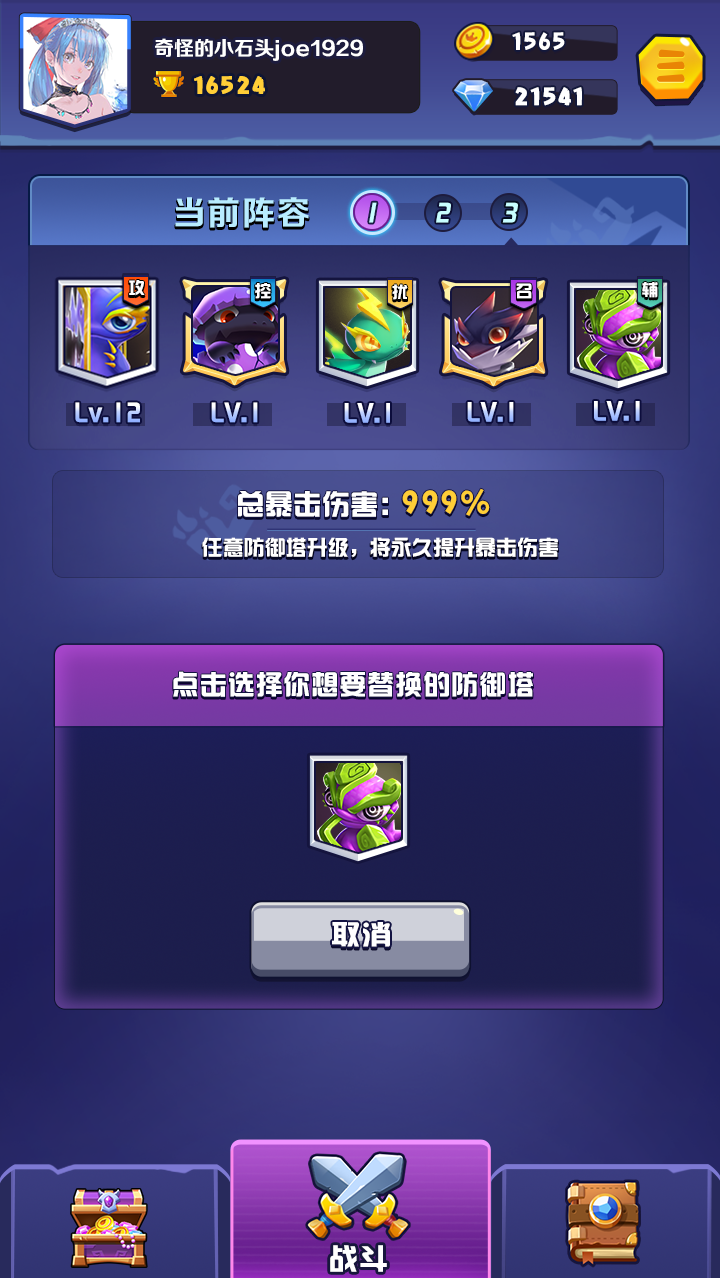 奇怪的小石头joe1929
16524
1565
21541
当前阵容 1 2 3
攻 控 扰 召 辅
Lv.12 LV.1 LV.1 LV.1 LV.1
总暴击伤害: 999%
任意防御塔升级，将永久提升暴击伤害
点击选择你想要替换的防御塔
取消
战斗